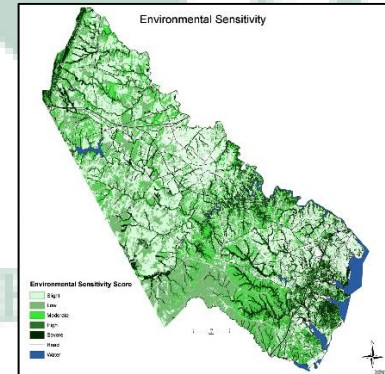 Environmental Sensitivity
Environmental Sensitivity Score
Slight
Low
Moderate
High
Severe
Road
Water